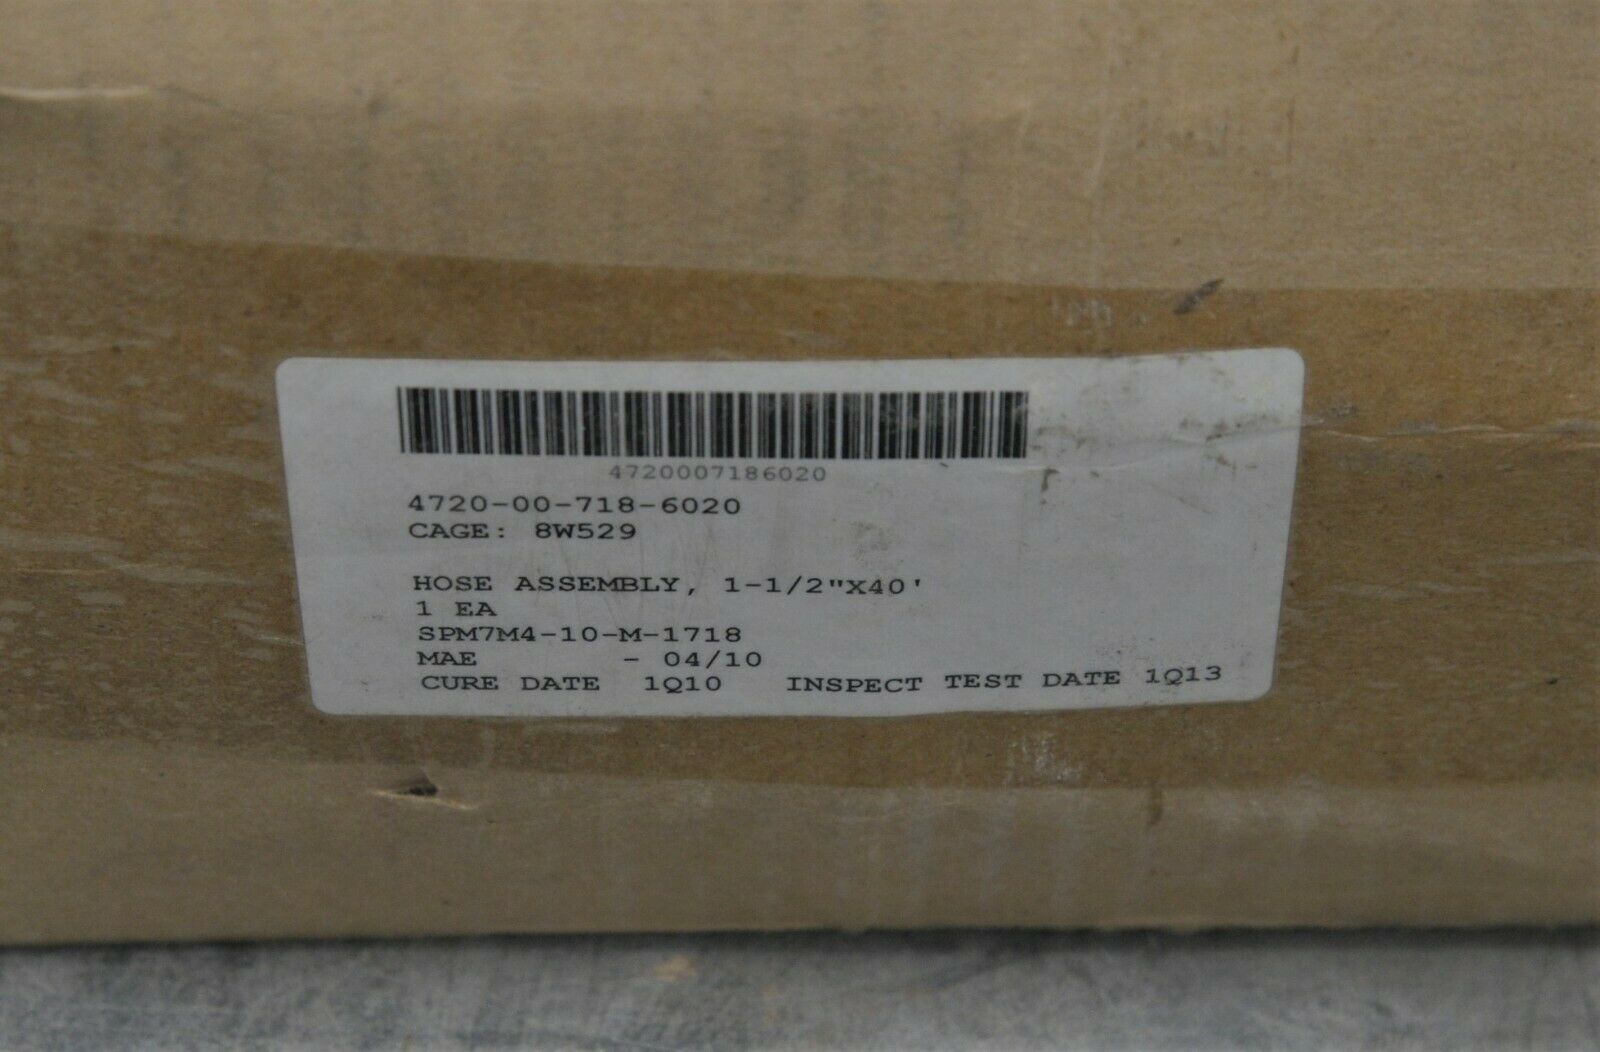 4720007186020
4720-00-718-6020
CAGE: 8W529
HOSE ASSEMBLY, 1-1/2"X40'
1 EA
SPM7M4-10-M-1718
MAE - 04/10
CURE DATE 1Q10 INSPECT TEST DATE 1Q13